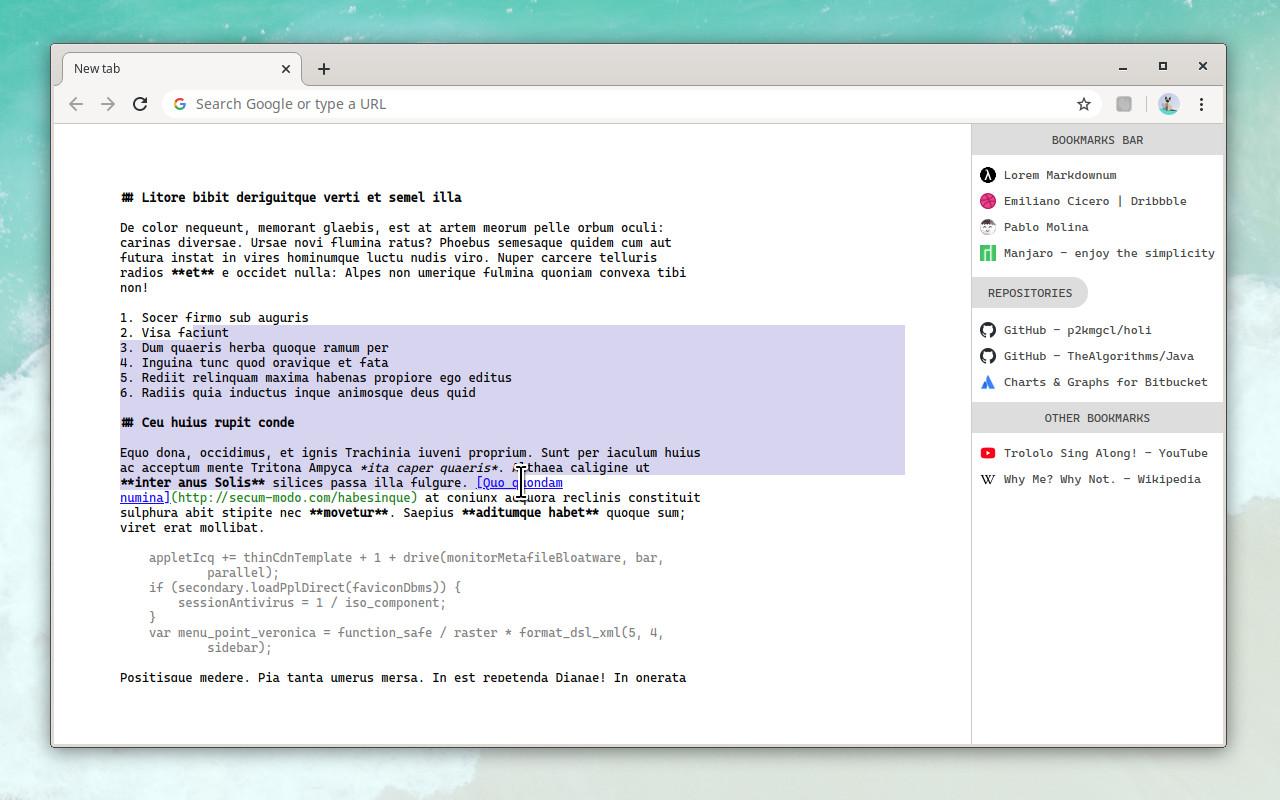 New tab
Search Google or type a URL
## Litore bibit deriguitque verti et semel illa
De color nequeunt, memorant glaebis, est at artem meorum pelle orbum oculi:
carinas diversae. Ursae novi flumina ratus? Phoebus semesaque quidem cum aut
futura instat in vires hominumque luctu nudis viro. Nuper carcere telluris
radios **et** e occidet nulla: Alpes non umerique fulmina quoniam convexa tibi
non!
1. Socer firmo sub auguris
2. Visa faciunt
3. Dum quaeris herba quoque ramum per
4. Inguina tunc quod oravique et fata
5. Rediit relinquam maxima habenas propiore ego editus
6. Radiis quia inductus inque animosque deus quid
## Ceu huius rupit conde
Equo dona, occidimus, et ignis Trachinia iuveni proprium. Sunt per iaculum huius
ac acceptum mente Tritona Ampyca *ita caper quaeris*. caligine ut
**inter anus Solis** silices passa illa fulgure. [Quo quondam
numina](http://secum-modo.com/habesinque) at coniunx aequora reclinis constituit
sulphura abit stipite nec **movetur**. Saepius **aditumque habet** quoque sum;
viret erat mollibat.
appletIcq += thinCdnTemplate + 1 + drive(monitorMetafileBloatware, bar,
parallel);
if (secondary.loadPplDirect(faviconDbms)) {
sessionAntivirus = 1 / iso_component;
}
var menu_point_veronica = function_safe / raster * format_dsl_xml(5, 4,
sidebar);
Positisque medere. Pia tanta umerus mersa. In est repetenda Dianae! In onerata
BOOKMARKS BAR
Lorem Markdownum
Emiliano Cicero | Dribbble
Pablo Molina
Manjaro - enjoy the simplicity
REPOSITORIES
GitHub - p2kmgcl/holi
GitHub - TheAlgorithms/Java
Charts & Graphs for Bitbucket
OTHER BOOKMARKS
Trololo Sing Along! - YouTube
Why Me? Why Not. - Wikipedia